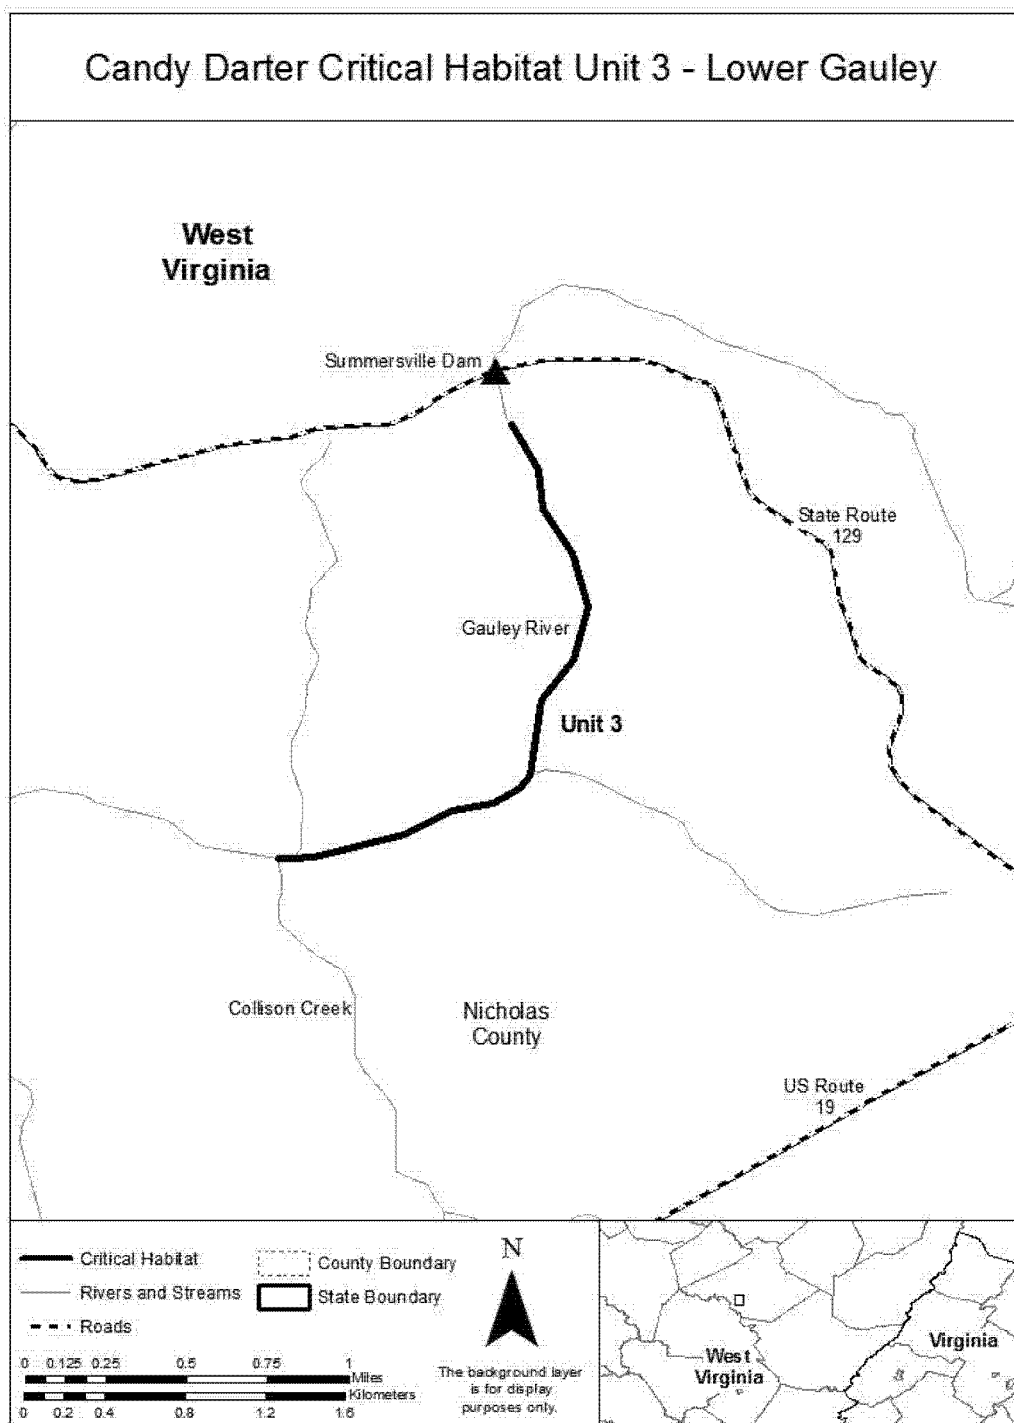 Candy Darter Critical Habitat Unit 3 - Lower Gauley
West
Virginia
Summersville Dam
State Route
129
Gauley River
Unit 3
Collison Creek
Nicholas
County
US Route
19
Critical Habitat
Rivers and Streams
Roads
County Boundary
State Boundary
0 0.125 0.25 0.5 0.75 1
Miles
Kilometers
0 0.2 0.4 0.8 1.2 1.6
N
The background layer
is for display
purposes only.
West
Virginia
Virginia